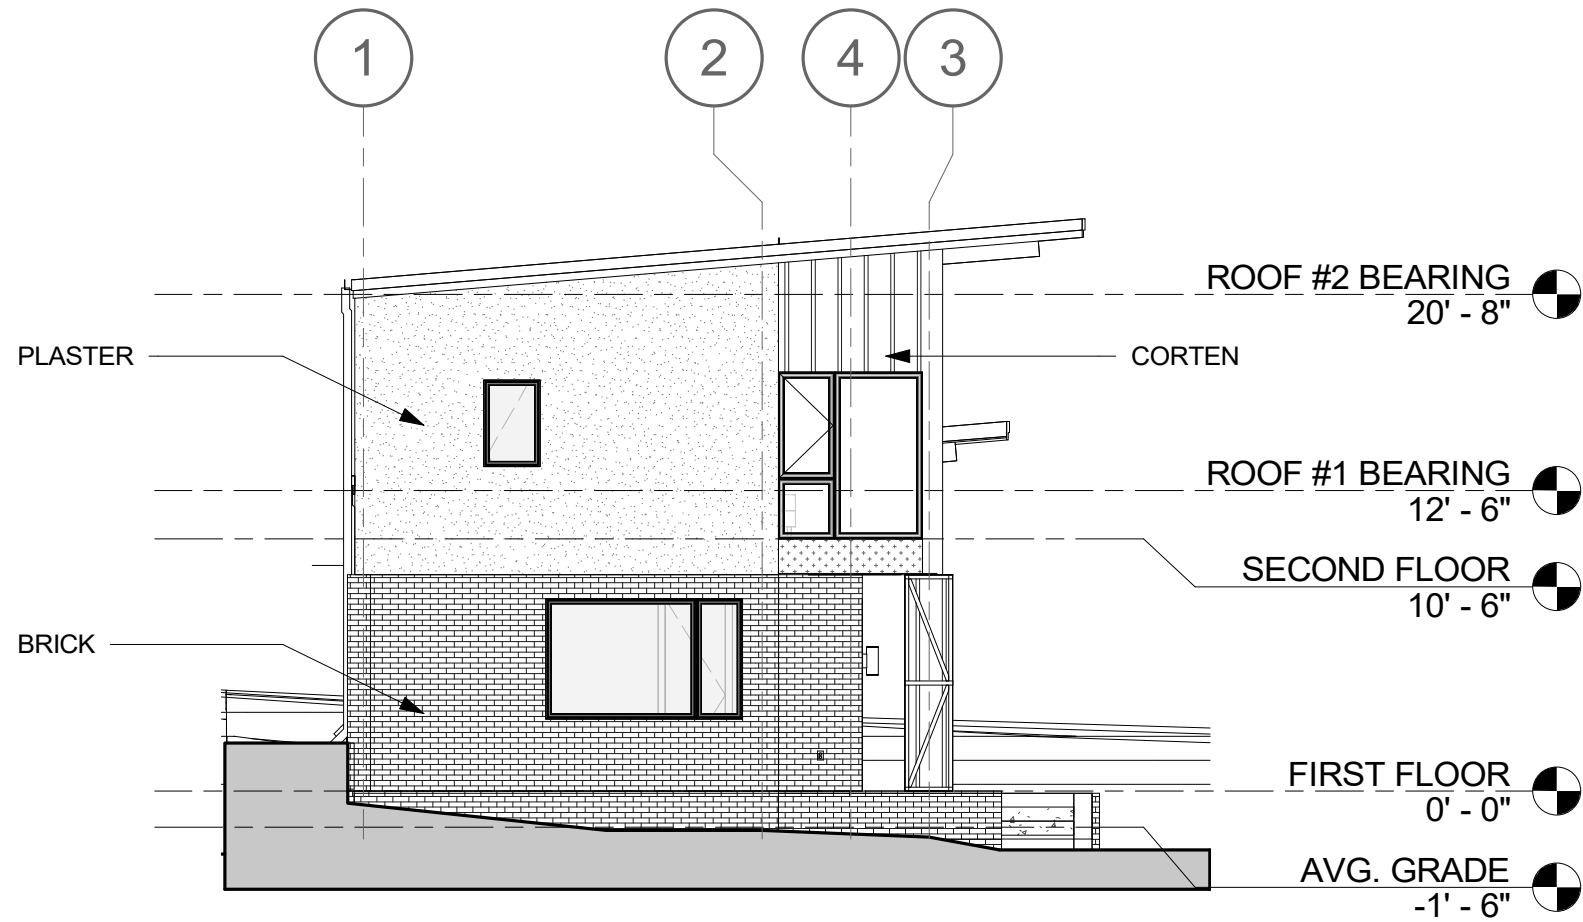 1
2
4
3
ROOF #2 BEARING
20' - 8"
PLASTER
CORTEN
ROOF #1 BEARING
12' - 6"
SECOND FLOOR
10' - 6"
BRICK
FIRST FLOOR
0' - 0"
AVG. GRADE
-1' - 6"